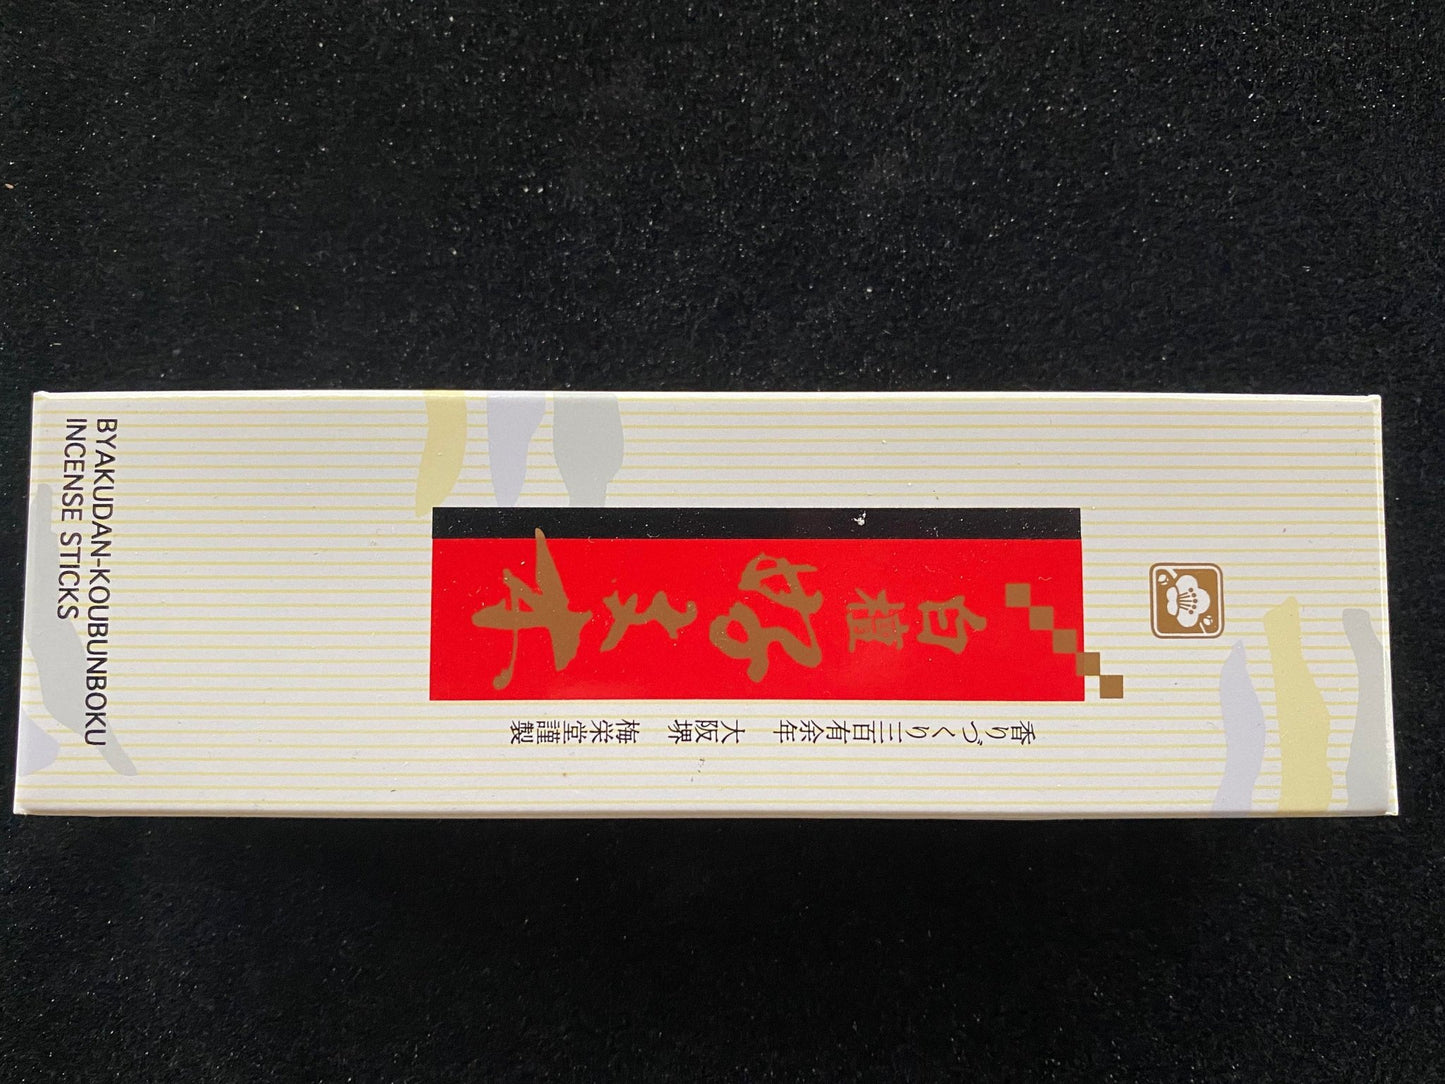 白檀
好文木
香りづくり三百有余年 大阪堺 梅栄堂謹製
BYAKUDAN-KOUBUNBOKU
INCENSE STICKS